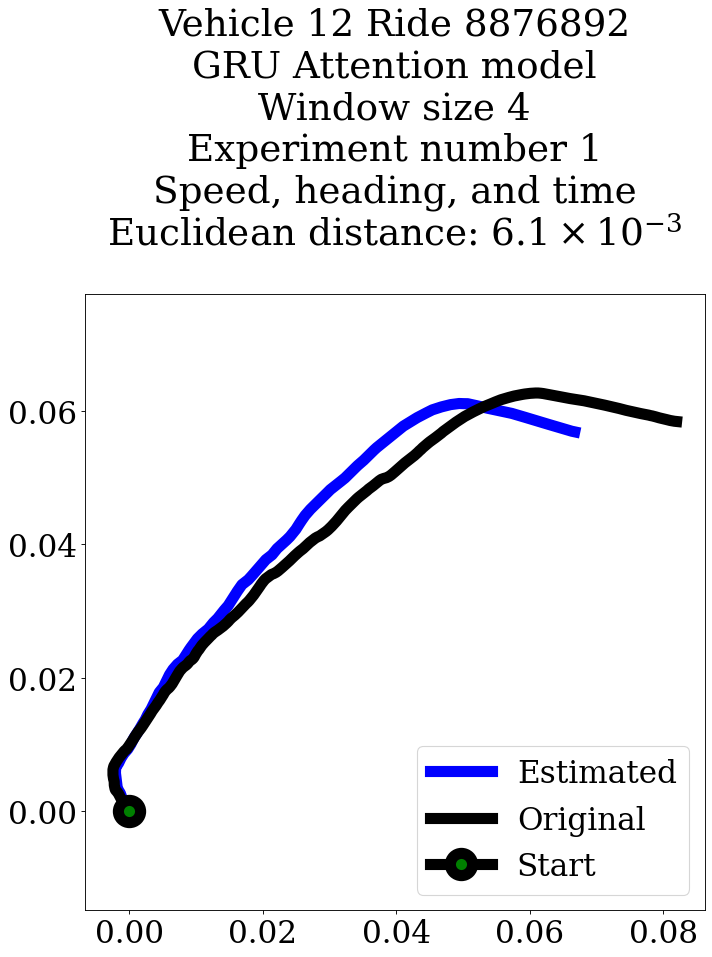 Vehicle 12 Ride 8876892
GRU Attention model
Window size 4
Experiment number 1
Speed, heading, and time
Euclidean distance: 6.1 × 10⁻³
0.06
0.04
0.02
0.00
Estimated
Original
Start
0.00 0.02 0.04 0.06 0.08